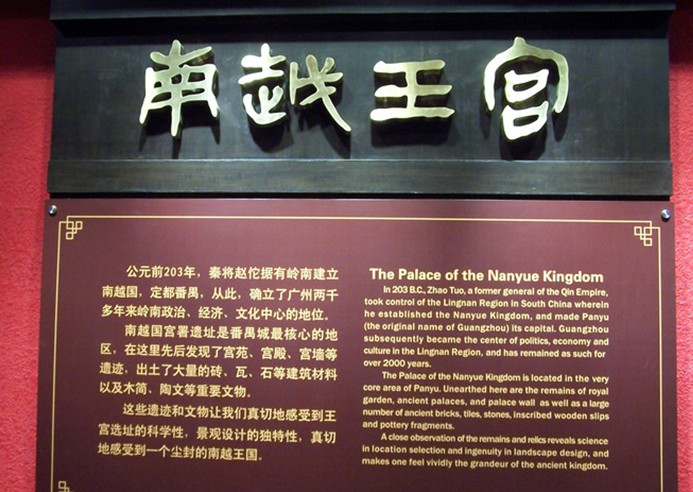 南越王宫
公元前203年，秦将赵佗据有岭南建立
南越国，定都番禺，从此，确立了广州两千
多年来岭南政治、经济、文化中心的地位。
南越国宫署遗址是番禺城最核心的地
区，在这里先后发现了宫苑、宫殿、宫墙等
遗迹，出土了大量的砖、瓦、石等建筑材料
以及木简、陶文等重要文物。
这些遗迹和文物让我们真切地感受到王
宫选址的科学性，景观设计的独特性，真切
地感受到一个尘封的南越王国。
The Palace of the Nanyue Kingdom
In 203 B.C., Zhao Tuo, a former general of the Qin Empire,
took control of the Lingnan Region in South China wherein
he established the Nanyue Kingdom, and made Panyu
(the original name of Guangzhou) its capital. Guangzhou
subsequently became the center of politics, economy and
culture in the Lingnan Region, and has remained as such for
over 2000 years.
The Palace of the Nanyue Kingdom is located in the very
core area of Panyu. Unearthed here are the remains of royal
garden, ancient palaces, and palace wall as well as a large
number of ancient bricks, tiles, stones, inscribed wooden slips
and pottery fragments.
A close observation of the remains and relics reveals science
in location selection and ingenuity in landscape design, and
makes one feel vividly the grandeur of the ancient kingdom.